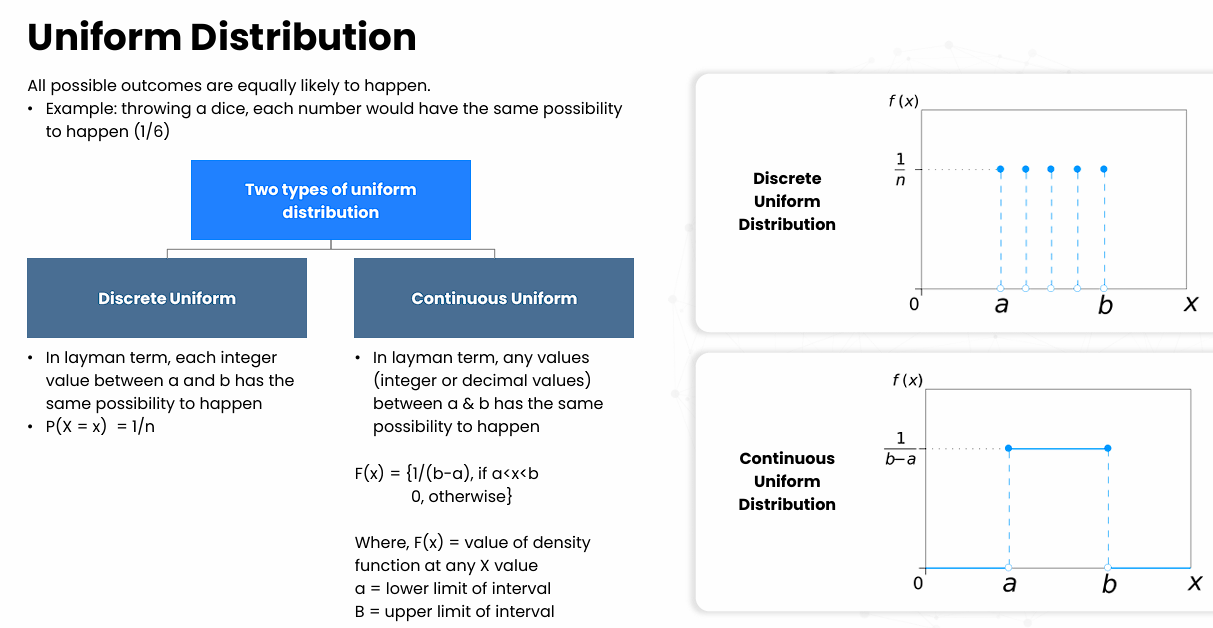 Uniform Distribution
All possible outcomes are equally likely to happen.
• Example: throwing a dice, each number would have the same possibility
to happen (1/6)
Two types of uniform
distribution
Discrete Uniform
Continuous Uniform
• In layman term, each integer
value between a and b has the
same possibility to happen
• P(X = x) = 1/n
• In layman term, any values
(integer or decimal values)
between a & b has the same
possibility to happen
F(x) = {1/(b-a), if a<x<b
0, otherwise}
Where, F(x) = value of density
function at any X value
a = lower limit of interval
B = upper limit of interval
Discrete
Uniform
Distribution
f (x)
1
n
0
a
b
x
Continuous
Uniform
Distribution
f (x)
1
b−a
0
a
b
x